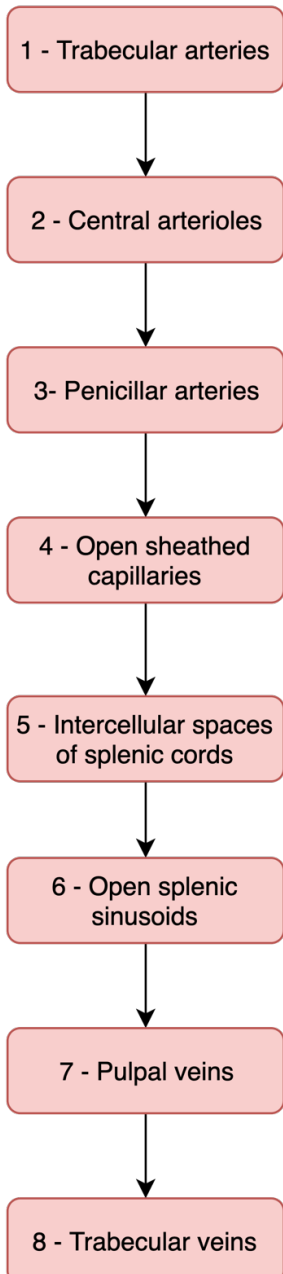 1 - Trabecular arteries
2 - Central arterioles
3- Penicillar arteries
4 - Open sheathed
capillaries
5 - Intercellular spaces
of splenic cords
6 - Open splenic
sinusoids
7 - Pulpal veins
8 - Trabecular veins